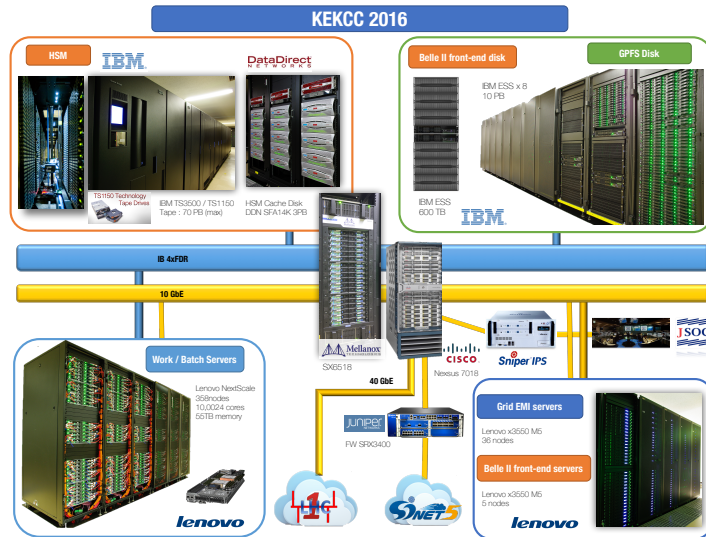 KEKCC 2016
HSM
IBM
DataDirect
NETWORKS
TS1150 Technology
Tape Drives
IBM TS3500 / TS1150
Tape : 70 PB (max)
HSM Cache Disk
DDN SFA14K 3PB
Belle II front-end disk
GPFS Disk
IBM ESS x 8
10 PB
IBM ESS
600 TB
IBM
IB 4xFDR
10 GbE
Mellanox
SX6518
CISCO
Nexsus 7018
Sniper IPS
JSOC
40 GbE
Work / Batch Servers
Lenovo NextScale
358nodes
10,0024 cores
55TB memory
lenovo
JUNIPER
FW SRX3400
LHC
1
SINET5
Grid EMI servers
Lenovo x3550 M5
36 nodes
Belle II front-end servers
Lenovo x3550 M5
5 nodes
lenovo